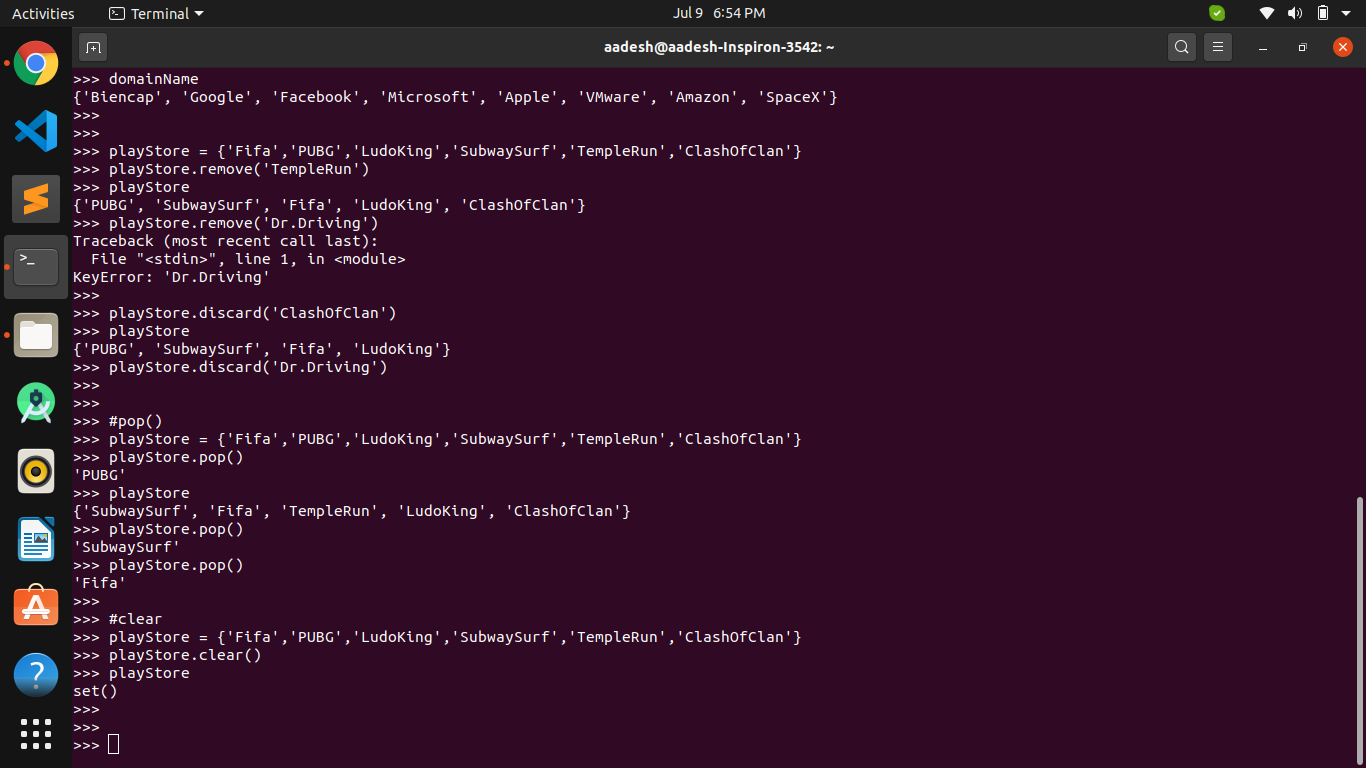 Activities Terminal Jul 9 6:54 PM
aadesh@aadesh-Inspiron-3542: ~
>>> domainName
{'Biencap', 'Google', 'Facebook', 'Microsoft', 'Apple', 'VMware', 'Amazon', 'SpaceX'}
>>>
>>>
>>> playStore = {'Fifa','PUBG','LudoKing','SubwaySurf','TempleRun','ClashOfClan'}
>>> playStore.remove('TempleRun')
>>> playStore
{'PUBG', 'SubwaySurf', 'Fifa', 'LudoKing', 'ClashOfClan'}
>>> playStore.remove('Dr.Driving')
Traceback (most recent call last):
  File "<stdin>", line 1, in <module>
KeyError: 'Dr.Driving'
>>>
>>> playStore.discard('ClashOfClan')
>>> playStore
{'PUBG', 'SubwaySurf', 'Fifa', 'LudoKing'}
>>> playStore.discard('Dr.Driving')
>>>
>>>
>>> #pop()
>>> playStore = {'Fifa','PUBG','LudoKing','SubwaySurf','TempleRun','ClashOfClan'}
>>> playStore.pop()
'PUBG'
>>> playStore
{'SubwaySurf', 'Fifa', 'TempleRun', 'LudoKing', 'ClashOfClan'}
>>> playStore.pop()
'SubwaySurf'
>>> playStore.pop()
'Fifa'
>>>
>>> #clear
>>> playStore = {'Fifa','PUBG','LudoKing','SubwaySurf','TempleRun','ClashOfClan'}
>>> playStore.clear()
>>> playStore
set()
>>>
>>>
>>>